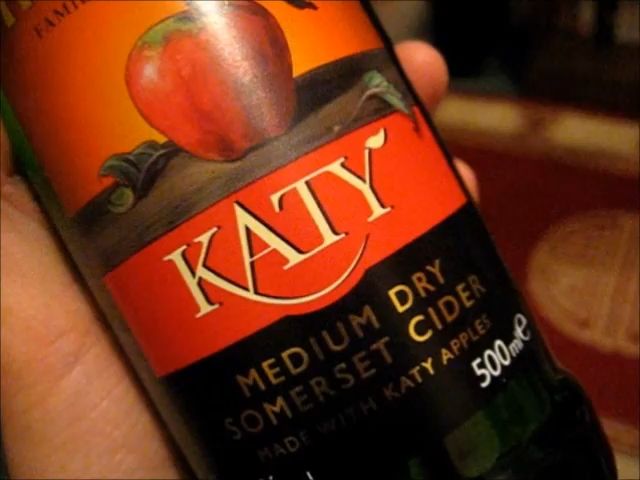 KATY
MEDIUM DRY
SOMERSET CIDER
MADE WITH KATY APPLES
500ml e